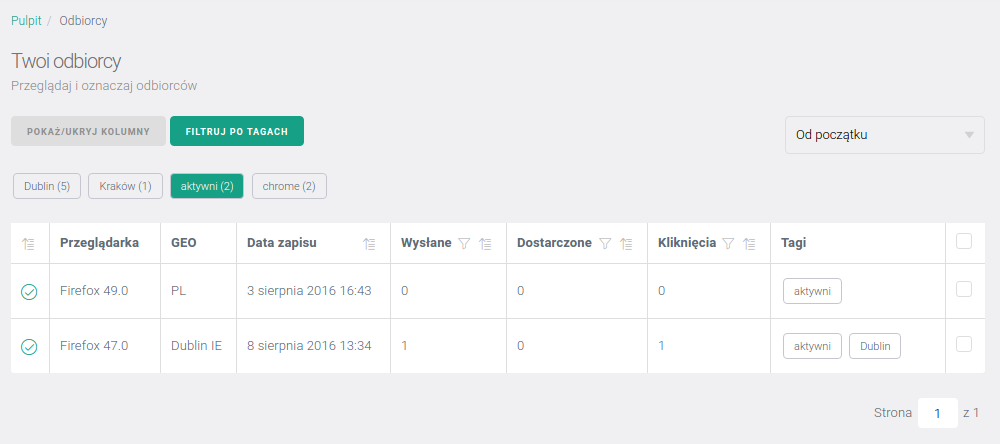 Pulpit / Odbiorcy
Twoi odbiorcy
Przeglądaj i oznaczaj odbiorców
POKAŻ/UKRYJ KOLUMNY FILTRUJ PO TAGACH Od początku
Dublin (5) Kraków (1) aktywni (2) chrome (2)
Przeglądarka GEO Data zapisu Wysłane Dostarczone Kliknięcia Tagi
Firefox 49.0 PL 3 sierpnia 2016 16:43 0 0 0 aktywni
Firefox 47.0 Dublin IE 8 sierpnia 2016 13:34 1 0 1 aktywni Dublin
Strona 1 z 1